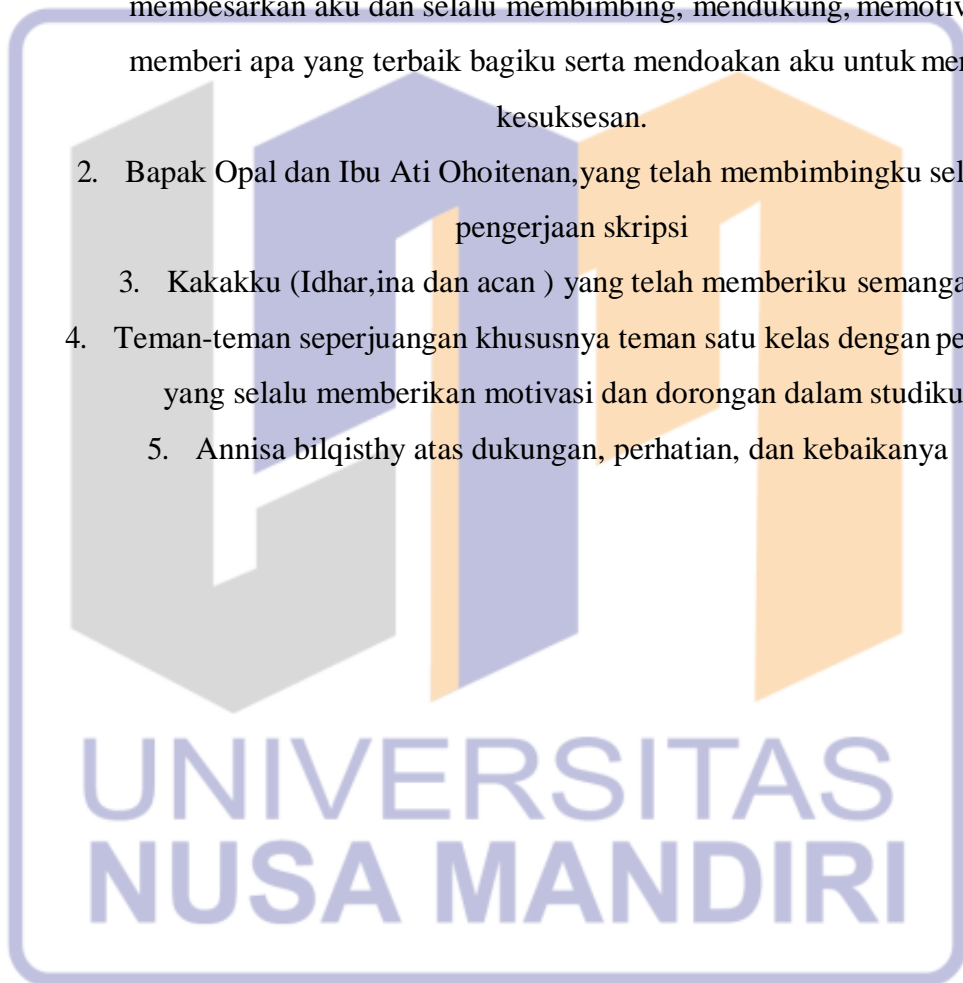 membesarkan aku dan selalu membimbing, mendukung, memotiv
memberi apa yang terbaik bagiku serta mendoakan aku untuk
kesuksesan.
2. Bapak Opal dan Ibu Ati Ohoitenan,yang telah membimbingku
pengerjaan skripsi
3. Kakakku (Idhar,ina dan acan ) yang telah memberiku semanga
4. Teman-teman seperjuangan khususnya teman satu kelas dengan
yang selalu memberikan motivasi dan dorongan dalam studiku
5. Annisa bilqisthy atas dukungan, perhatian, dan kebaikanya
UNIVERSITAS
NUSA MANDIRI